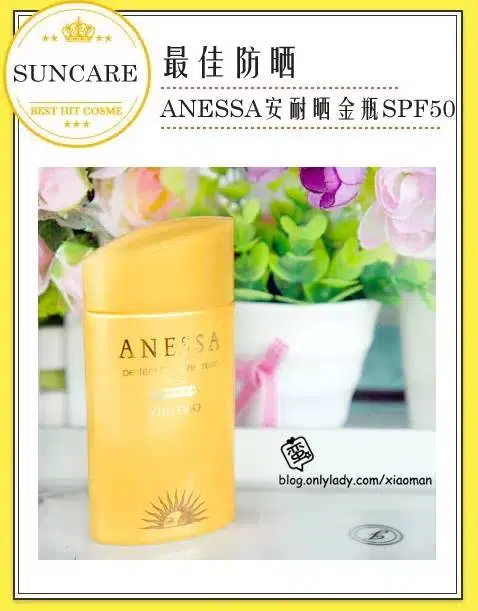 SUNCARE
BEST HIT COSME
最佳防晒
ANESSA安耐晒金瓶SPF50
ANESSA
SHISEIDO
blog.onlylady.com/xiaoman